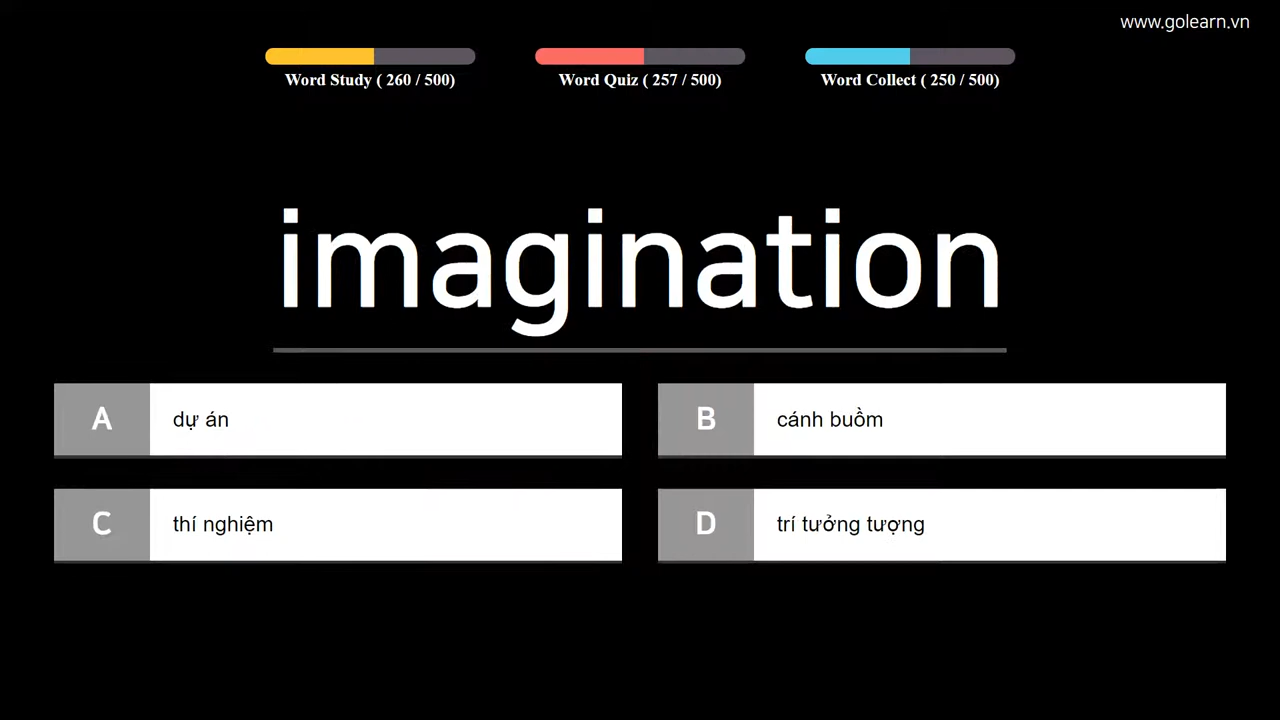 www.golearn.vn
Word Study ( 260 / 500)
Word Quiz ( 257 / 500)
Word Collect ( 250 / 500)
imagination
A dự án
B cánh buồm
C thí nghiệm
D trí tưởng tượng